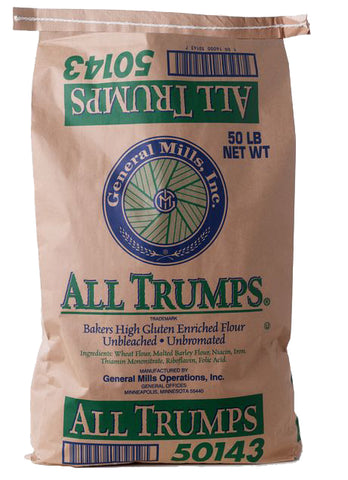 50143
ALL TRUMPS
50 LB
NET WT
General Mills, Inc.
GM
ALL TRUMPS®
TRADEMARK
Bakers High Gluten Enriched Flour
Unbleached • Unbromated
Ingredients: Wheat Flour, Malted Barley Flour, Niacin, Iron,
Thiamin Mononitrate, Riboflavin, Folic Acid.
MANUFACTURED BY
General Mills Operations, Inc.
GENERAL OFFICES
MINNEAPOLIS, MINNESOTA 55440
ALL TRUMPS
50143